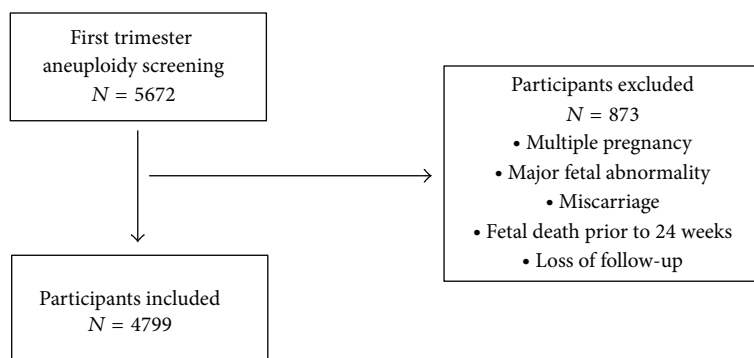 First trimester
aneuploidy screening
N = 5672
Participants excluded
N = 873
• Multiple pregnancy
• Major fetal abnormality
• Miscarriage
• Fetal death prior to 24 weeks
• Loss of follow-up
Participants included
N = 4799